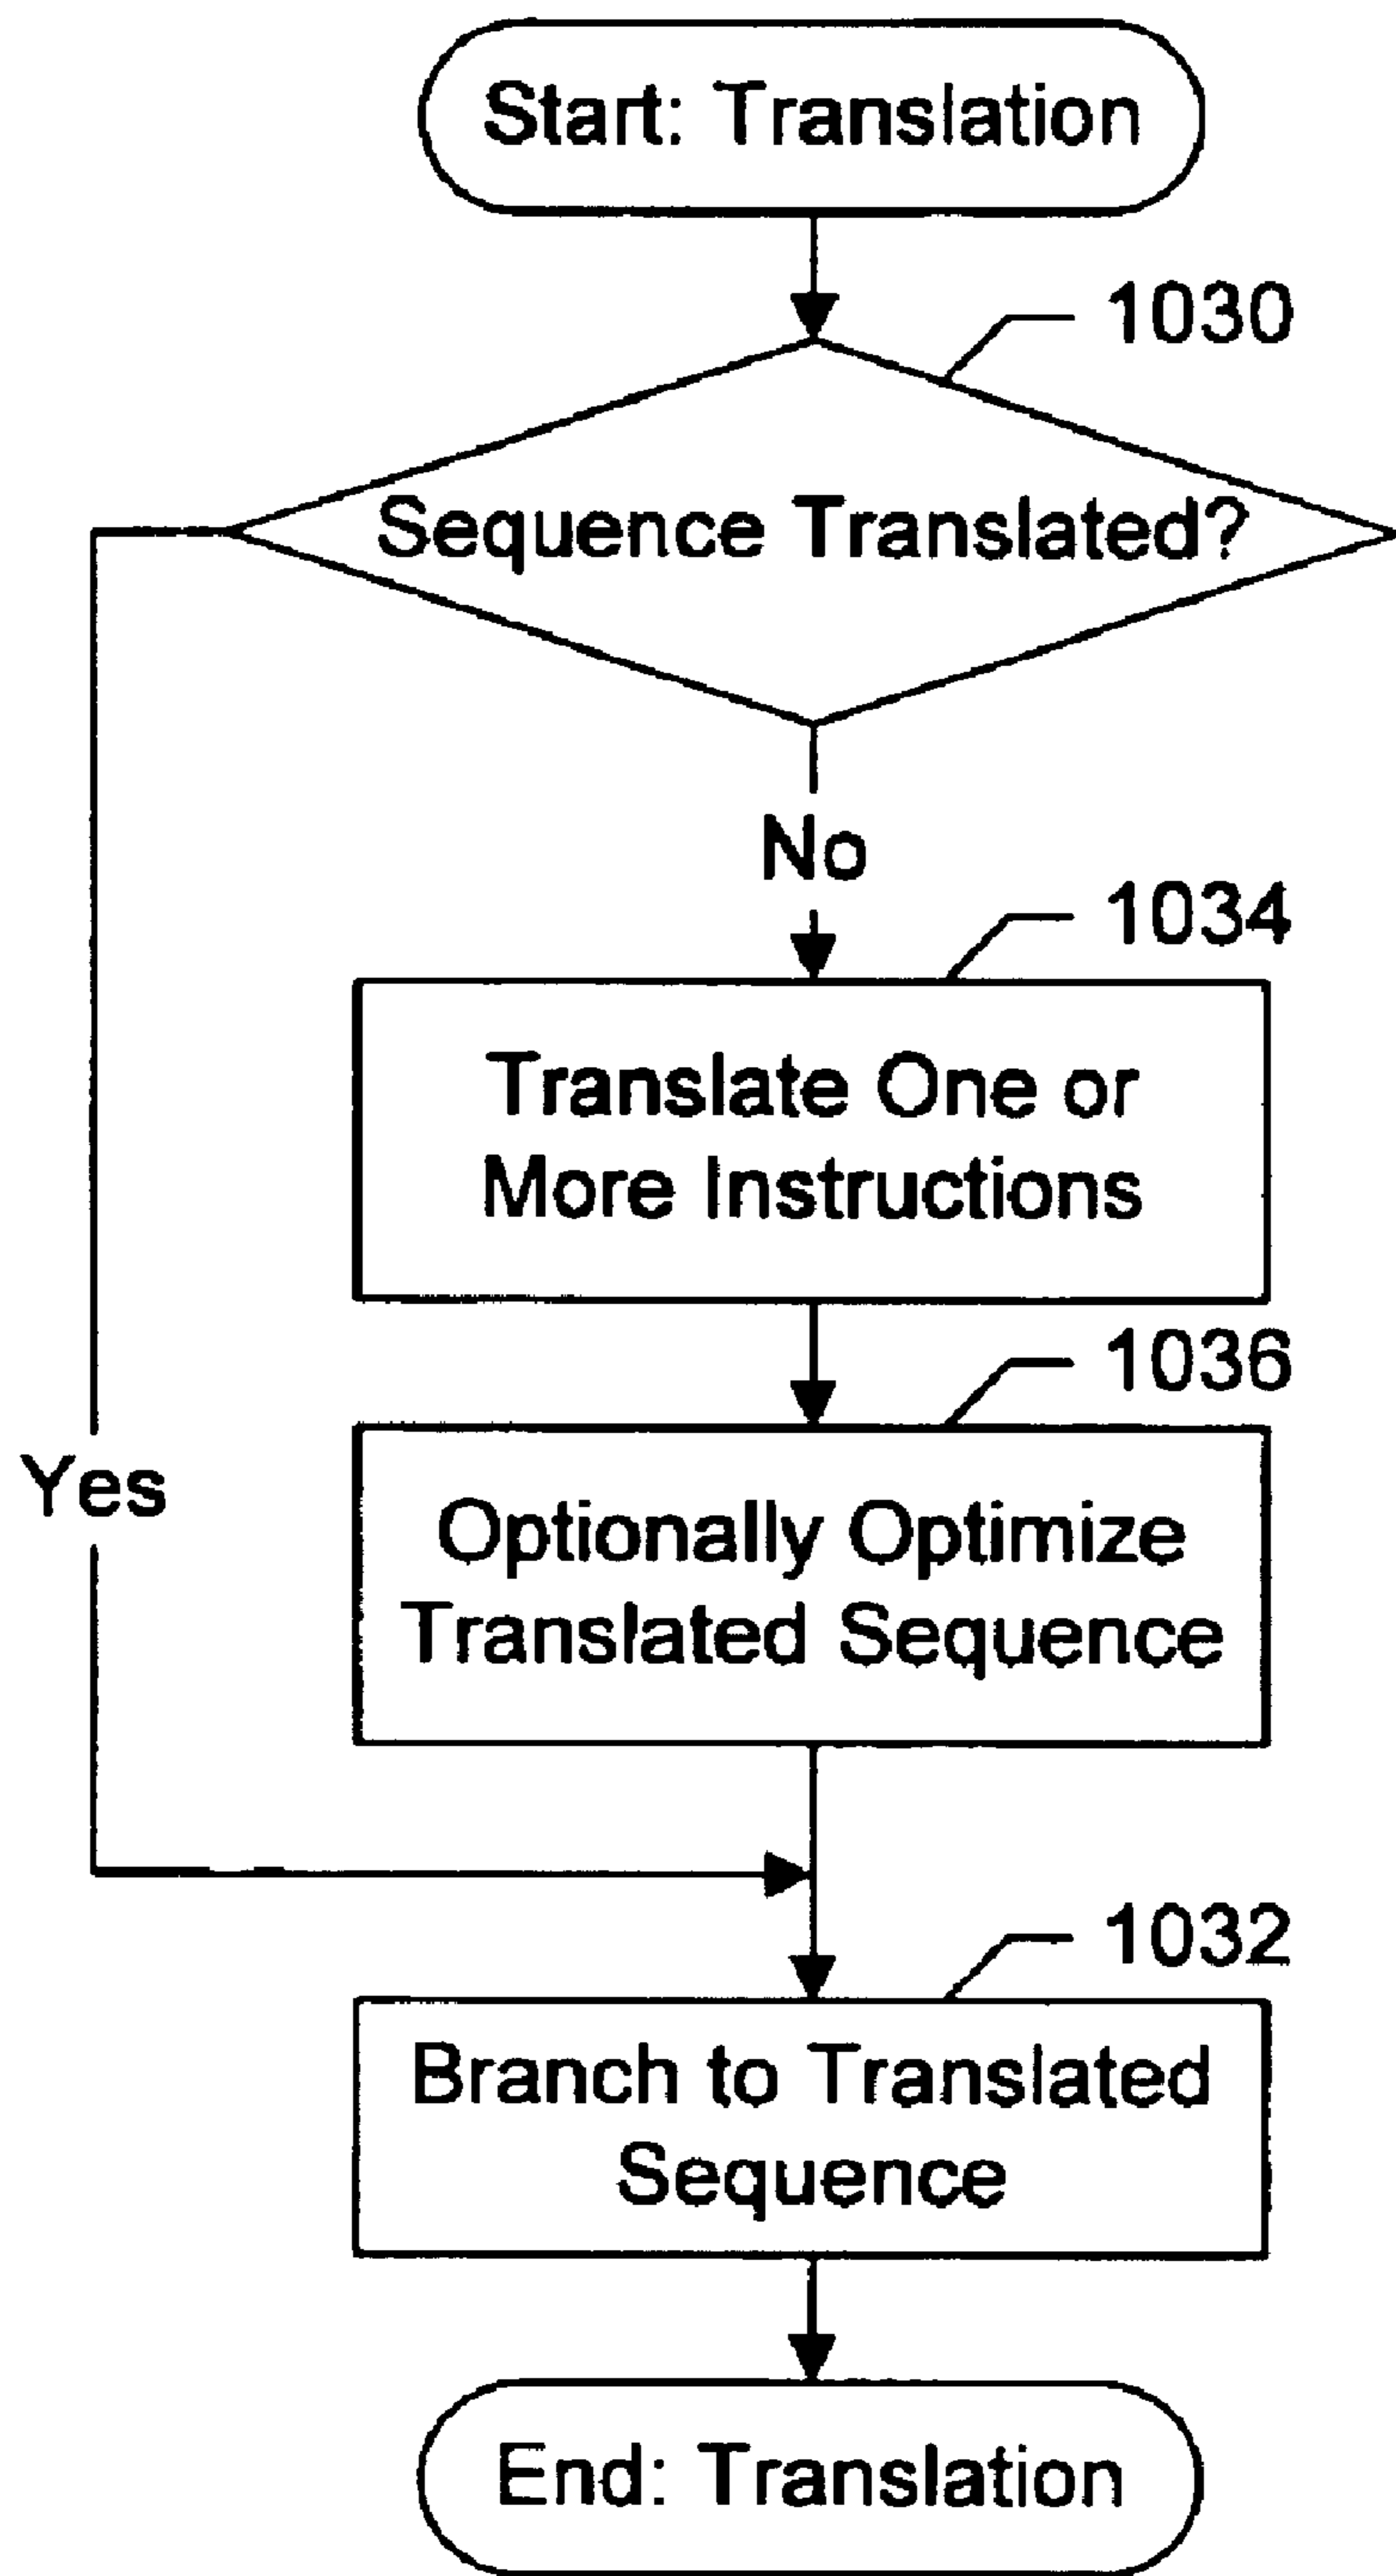 Start: Translation
1030
Sequence Translated?
No
1034
Translate One or
More Instructions
1036
Yes
Optionally Optimize
Translated Sequence
1032
Branch to Translated
Sequence
End: Translation